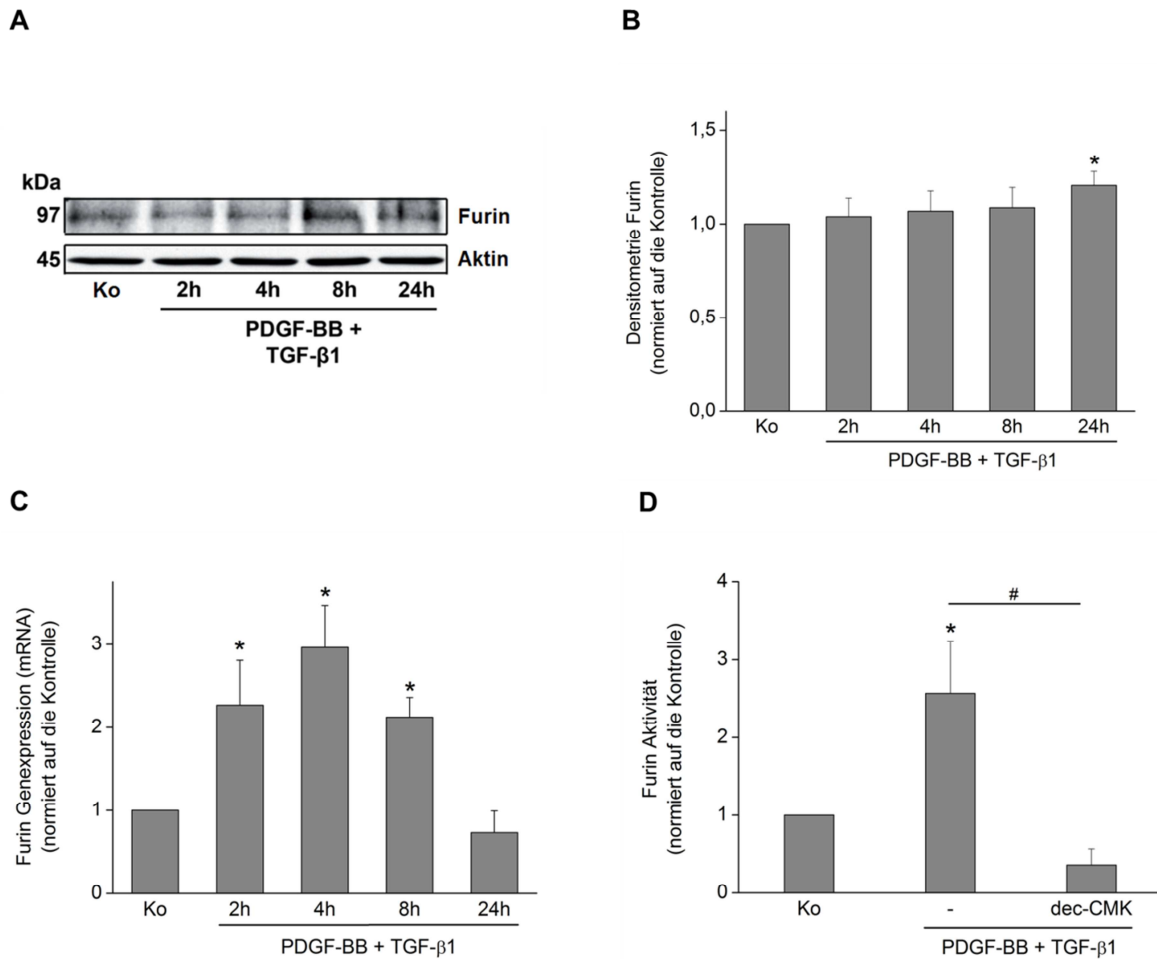 A
kDa
97
Furin
45
Aktin
Ko 2h 4h 8h 24h
PDGF-BB +
TGF-β1
B
Densitometrie Furin
(normiert auf die Kontrolle)
1,5
1,0
0,5
0,0
*
Ko 2h 4h 8h 24h
PDGF-BB + TGF-β1
C
Furin Genexpression (mRNA)
(normiert auf die Kontrolle)
3
2
1
0
* * *
Ko 2h 4h 8h 24h
PDGF-BB + TGF-β1
D
Furin Aktivität
(normiert auf die Kontrolle)
4
3
2
1
0
#
*
Ko - dec-CMK
PDGF-BB + TGF-β1